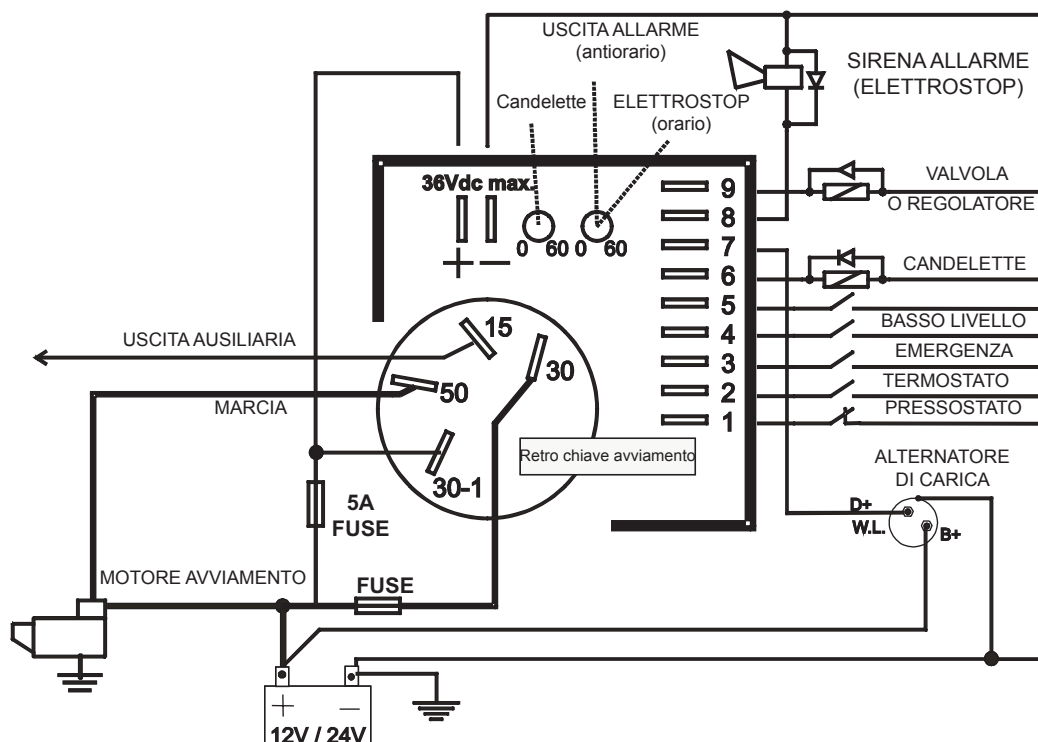 USCITA ALLARME
(antiorario)
SIRENA ALLARME
(ELETTROSTOP)
Candelette
ELETTROSTOP
(orario)
36Vdc max.
0 60 0 60
+ −
9
8
7
6
5
4
3
2
1
VALVOLA
O REGOLATORE
CANDELETTE
BASSO LIVELLO
EMERGENZA
TERMOSTATO
PRESSOSTATO
USCITA AUSILIARIA
15
30
50
30-1
MARCIA
Retro chiave avviamento
ALTERNATORE
DI CARICA
D+
W.L.
B+
5A
FUSE
MOTORE AVVIAMENTO
FUSE
+ −
12V / 24V